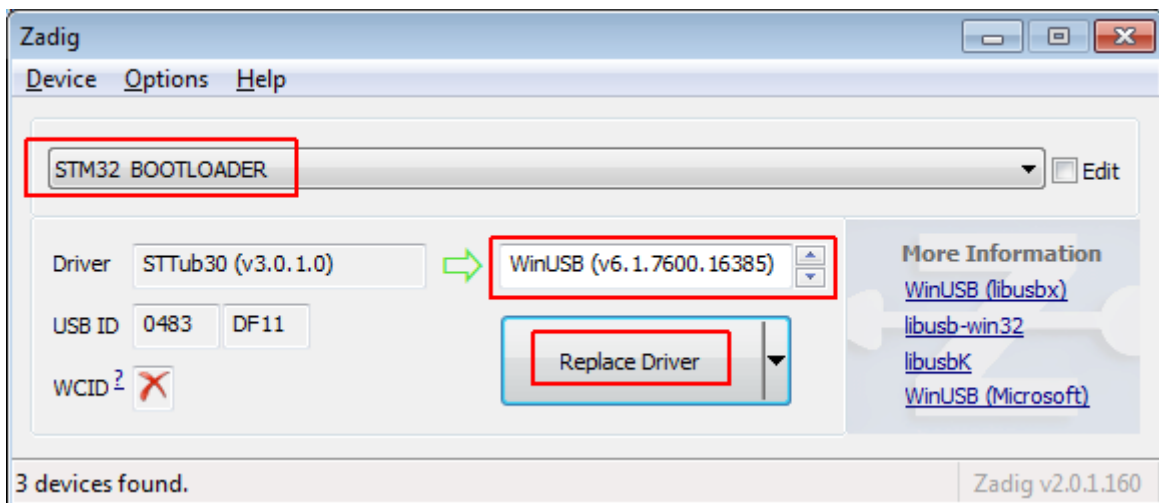 Zadig
Device Options Help
STM32 BOOTLOADER
Edit
Driver STTub30 (v3.0.1.0) WinUSB (v6.1.7600.16385)
USB ID 0483 DF11
WCID ?
Replace Driver
More Information
WinUSB (libusbx)
libusb-win32
libusbK
WinUSB (Microsoft)
3 devices found.
Zadig v2.0.1.160